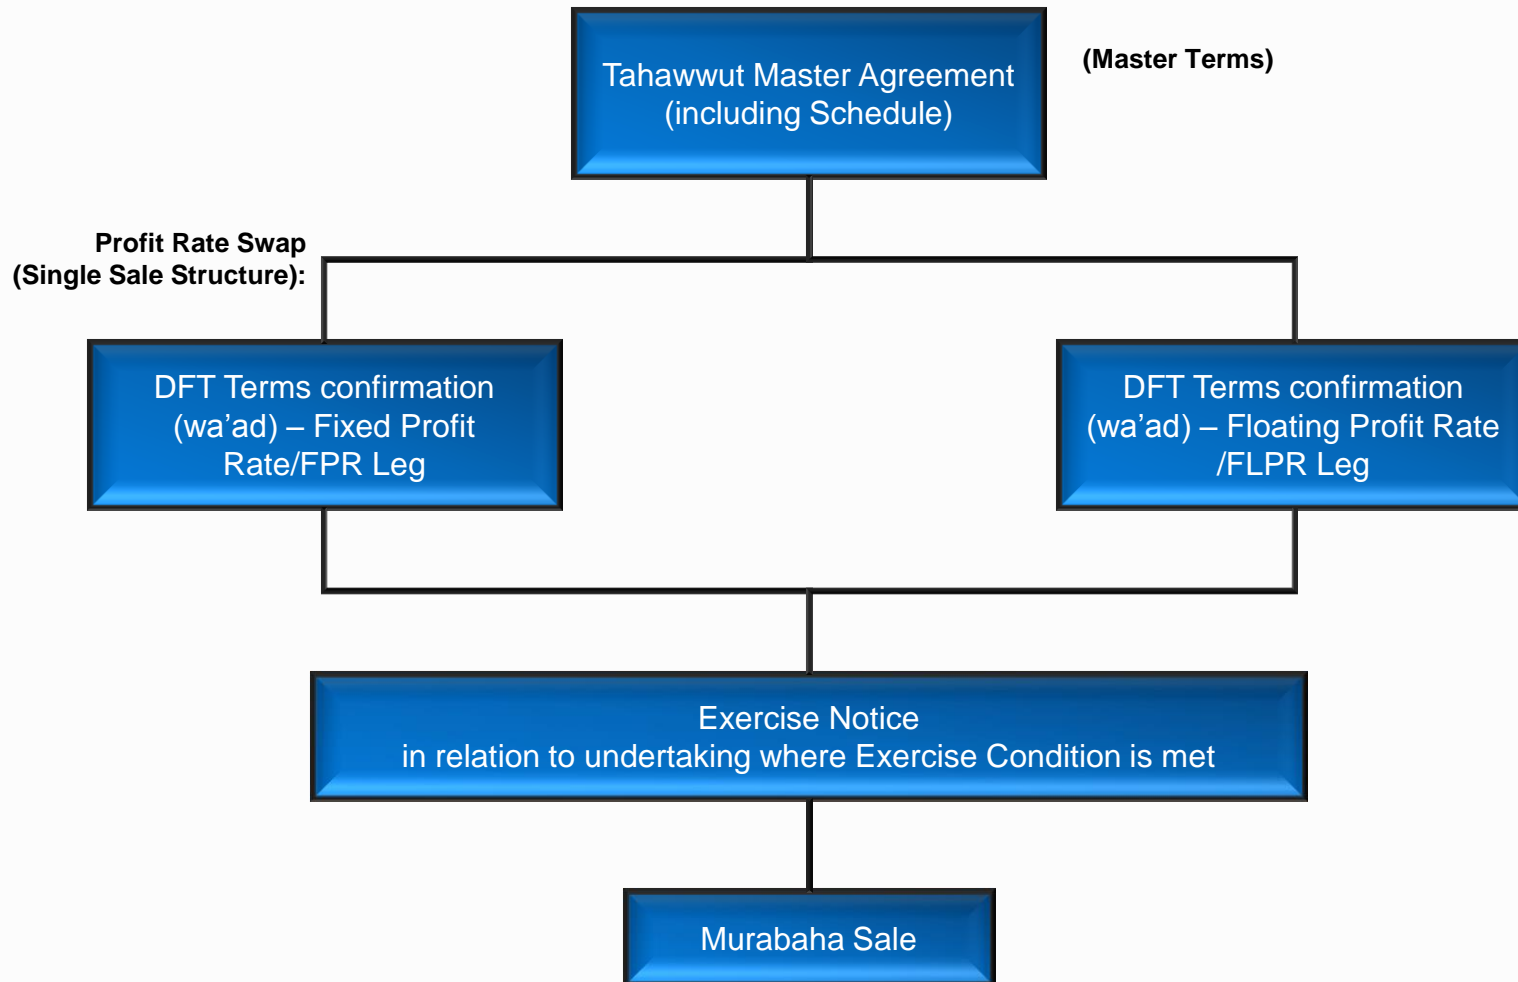 Tahawwut Master Agreement
(including Schedule)
(Master Terms)
Profit Rate Swap
(Single Sale Structure):
DFT Terms confirmation
(wa’ad) – Fixed Profit
Rate/FPR Leg
DFT Terms confirmation
(wa’ad) – Floating Profit Rate
/FLPR Leg
Exercise Notice
in relation to undertaking where Exercise Condition is met
Murabaha Sale